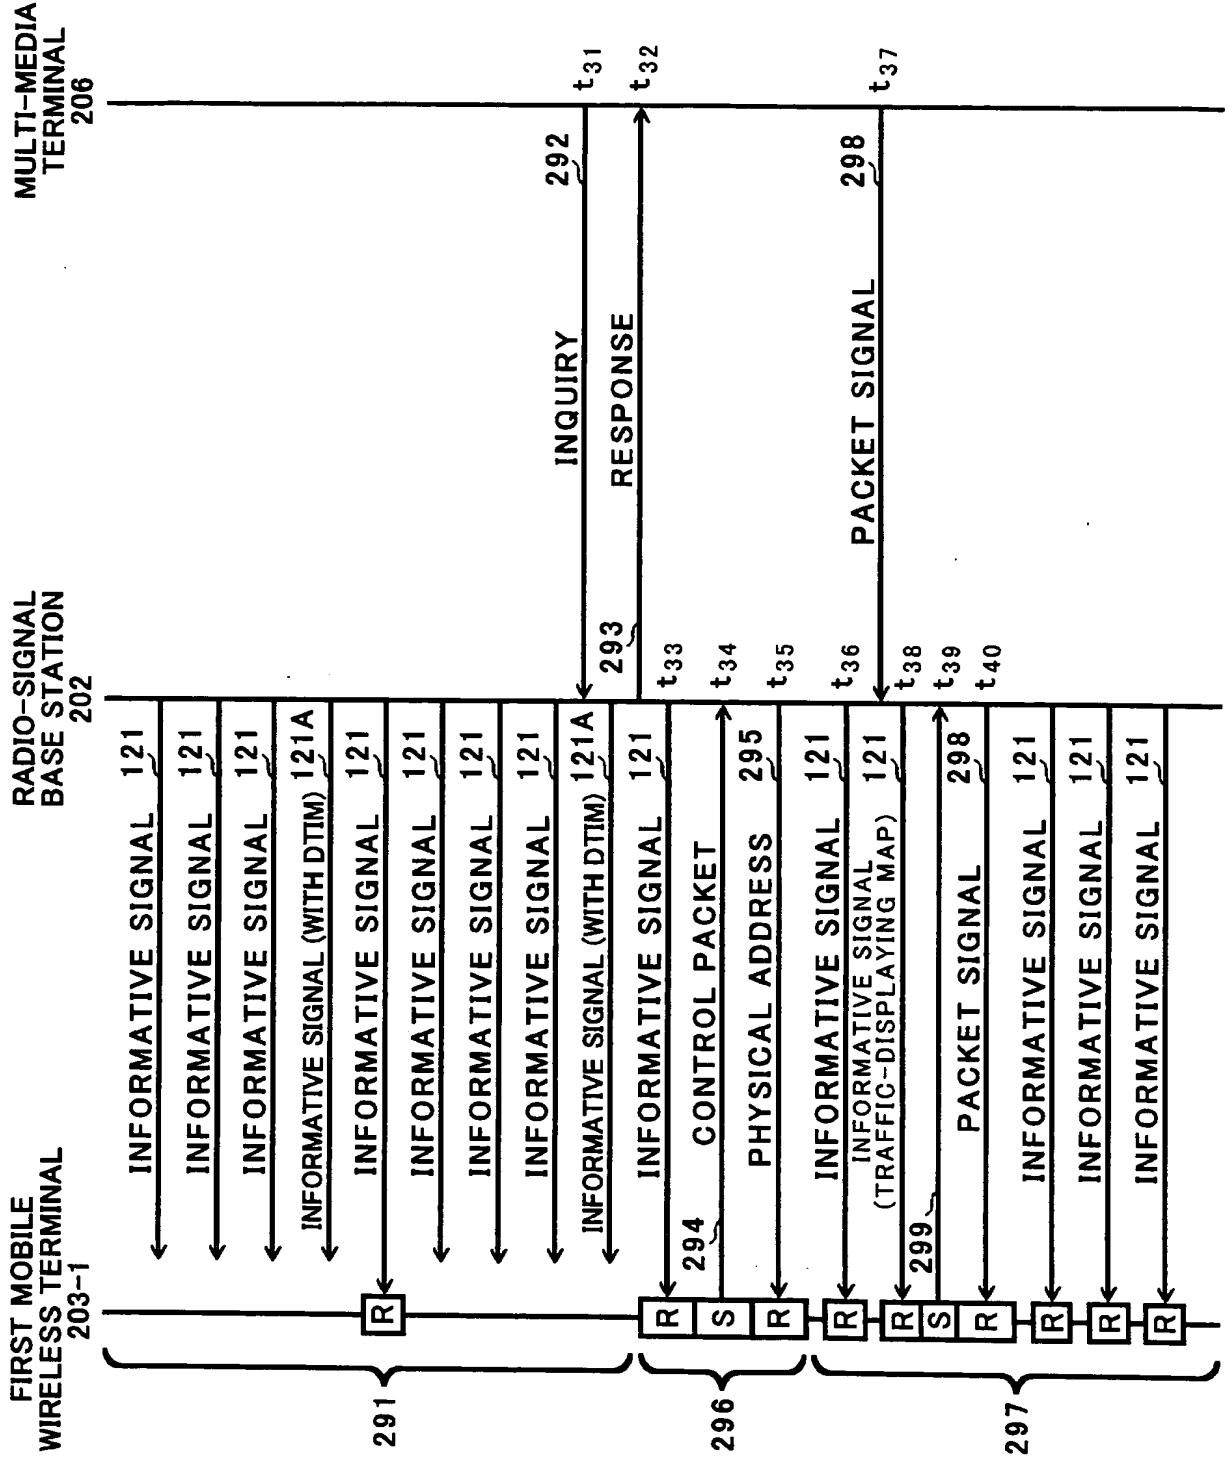 FIRST MOBILE
WIRELESS TERMINAL
203-1
RADIO-SIGNAL
BASE STATION
202
MULTI-MEDIA
TERMINAL
206
INFORMATIVE SIGNAL 121
INFORMATIVE SIGNAL 121
INFORMATIVE SIGNAL 121
INFORMATIVE SIGNAL (WITH DTIM) 121A
R INFORMATIVE SIGNAL 121
INFORMATIVE SIGNAL 121
INFORMATIVE SIGNAL 121
INFORMATIVE SIGNAL 121
INQUIRY 292 t31
INFORMATIVE SIGNAL (WITH DTIM) 121A
291
293 RESPONSE t32
R INFORMATIVE SIGNAL 121 t33
S 294 CONTROL PACKET t34
R PHYSICAL ADDRESS 295 t35
296
R INFORMATIVE SIGNAL 121 t36
PACKET SIGNAL 298 t37
R INFORMATIVE SIGNAL
(TRAFFIC-DISPLAYING MAP) 121 t38
S 299 t39
R PACKET SIGNAL 298 t40
R INFORMATIVE SIGNAL 121
R INFORMATIVE SIGNAL 121
R INFORMATIVE SIGNAL 121
297